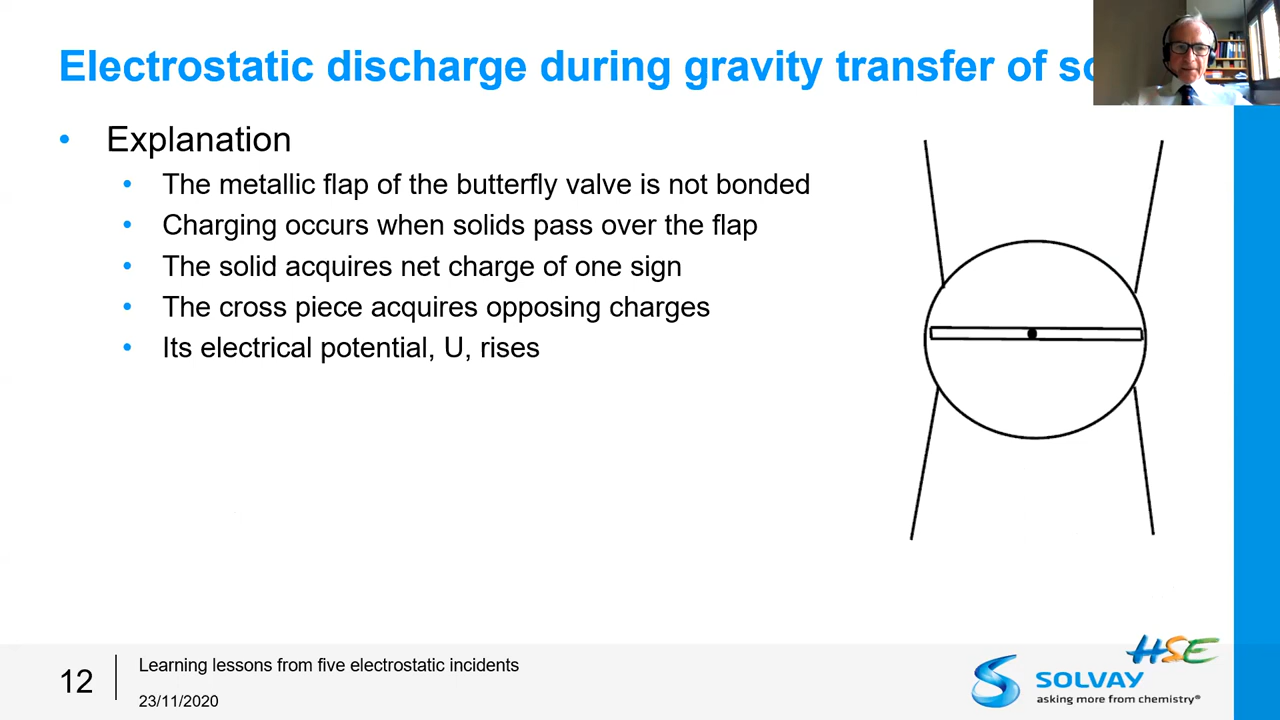 Electrostatic discharge during gravity transfer of
• Explanation
• The metallic flap of the butterfly valve is not bonded
• Charging occurs when solids pass over the flap
• The solid acquires net charge of one sign
• The cross piece acquires opposing charges
• Its electrical potential, U, rises
12
Learning lessons from five electrostatic incidents
23/11/2020
HSE
SOLVAY
asking more from chemistry®